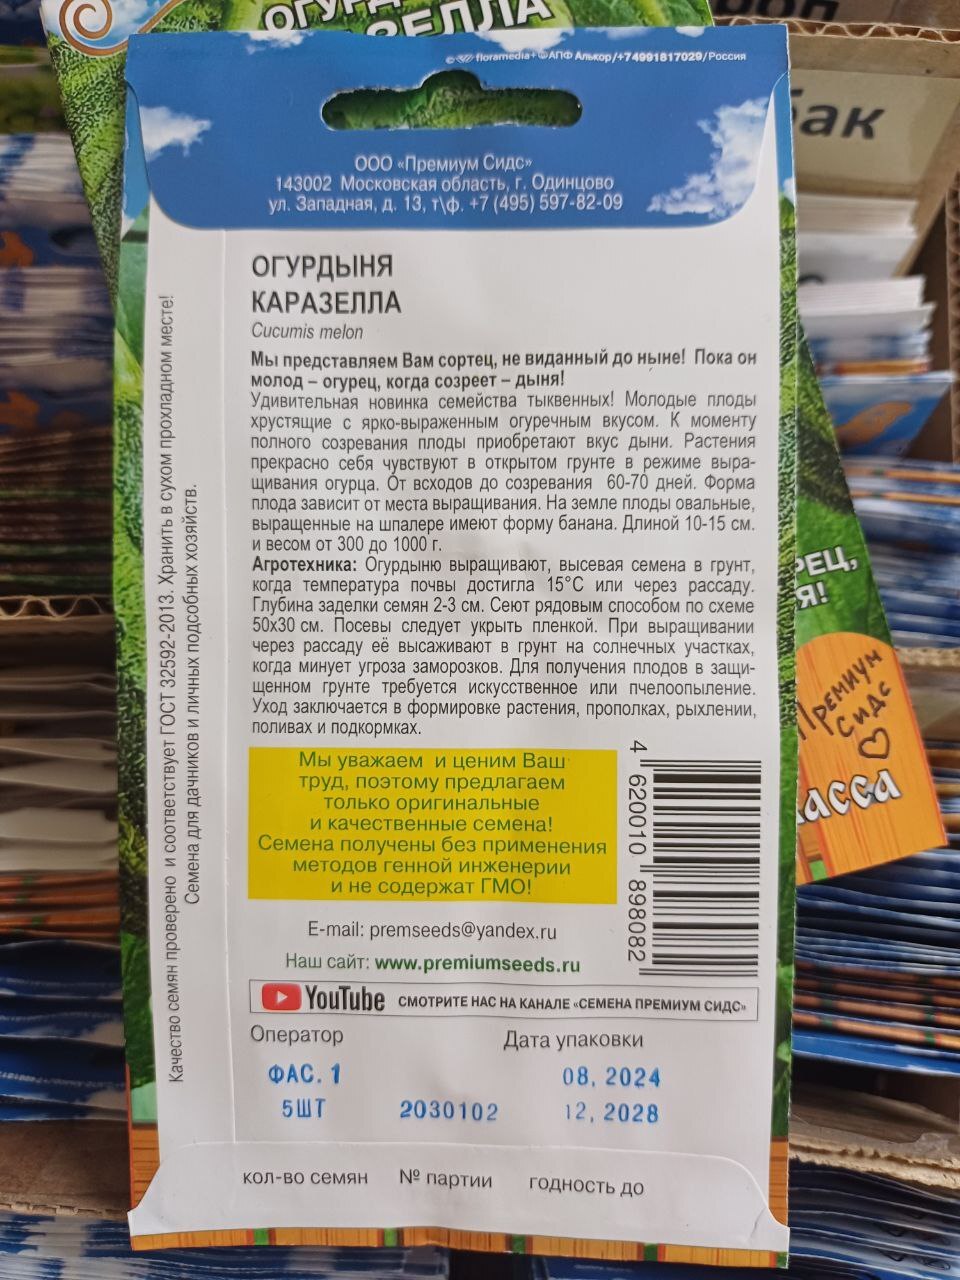 ОГУРД
ЗЕЛЛА
floramedia+ АПФ Алькор/+74991817029/Россия
бак
ООО «Премиум Сидс»
143002 Московская область, г. Одинцово
ул. Западная, д. 13, т\ф. +7 (495) 597-82-09
ОГУРДЫНЯ
КАРАЗЕЛЛА
Cucumis melon
Мы представляем Вам сортец, не виданный до ныне! Пока он
молод – огурец, когда созреет – дыня!
Удивительная новинка семейства тыквенных! Молодые плоды
хрустящие с ярко-выраженным огуречным вкусом. К моменту
полного созревания плоды приобретают вкус дыни. Растения
прекрасно себя чувствуют в открытом грунте в режиме выра-
щивания огурца. От всходов до созревания 60-70 дней. Форма
плода зависит от места выращивания. На земле плоды овальные,
выращенные на шпалере имеют форму банана. Длиной 10-15 см.
и весом от 300 до 1000 г.
Агротехника: Огурдыню выращивают, высевая семена в грунт,
когда температура почвы достигла 15°С или через рассаду.
Глубина заделки семян 2-3 см. Сеют рядовым способом по схеме
50х30 см. Посевы следует укрыть пленкой. При выращивании
через рассаду её высаживают в грунт на солнечных участках,
когда минует угроза заморозков. Для получения плодов в защи-
щенном грунте требуется искусственное или пчелоопыление.
Уход заключается в формировке растения, прополках, рыхлении,
поливах и подкормках.
Мы уважаем и ценим Ваш
труд, поэтому предлагаем
только оригинальные
и качественные семена!
Семена получены без применения
методов генной инженерии
и не содержат ГМО!
4 620010 898082
E-mail: premseeds@yandex.ru
Наш сайт: www.premiumseeds.ru
YouTube СМОТРИТЕ НАС НА КАНАЛЕ «СЕМЕНА ПРЕМИУМ СИДС»
Оператор Дата упаковки
ФАС. 1 08, 2024
5ШТ 2030102 12, 2028
кол-во семян № партии годность до
Качество семян проверено и соответствует ГОСТ 32592-2013. Хранить в сухом прохладном месте!
Семена для дачников и личных подсобных хозяйств.
РЕЦ,
Я!
Премиум
Сидс
асса